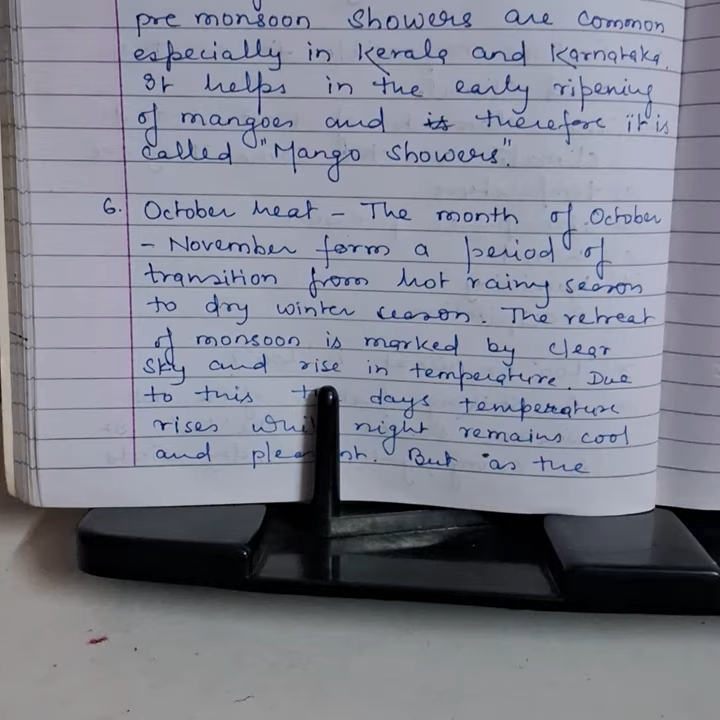 pre monsoon showers are common
especially in Kerala and Karnataka.
It helps in the early ripening
of mangoes and is therefore it is
called "Mango Showers".
6. October heat - The month of October
- November form a period of
transition from hot rainy season
to dry winter season. The retreat
of monsoon is marked by clear
sky and rise in temperature. Due
to this days temperature
rises night remains cool
and But as the